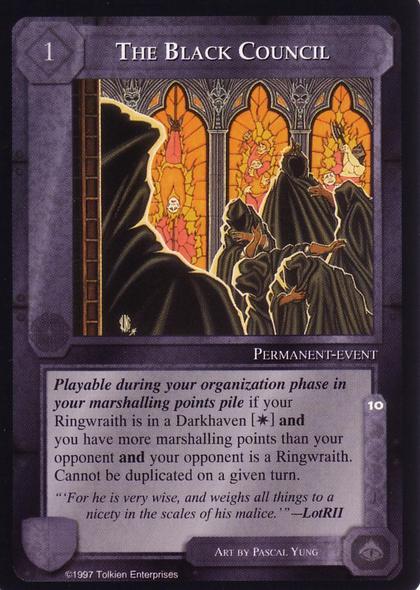 1
THE BLACK COUNCIL
PERMANENT-EVENT
Playable during your organization phase in
your marshalling points pile if your
Ringwraith is in a Darkhaven [✷] and
you have more marshalling points than your
opponent and your opponent is a Ringwraith.
Cannot be duplicated on a given turn.
10
"'For he is very wise, and weighs all things to a
nicety in the scales of his malice.'"—LotRII
ART BY PASCAL YUNG
©1997 Tolkien Enterprises